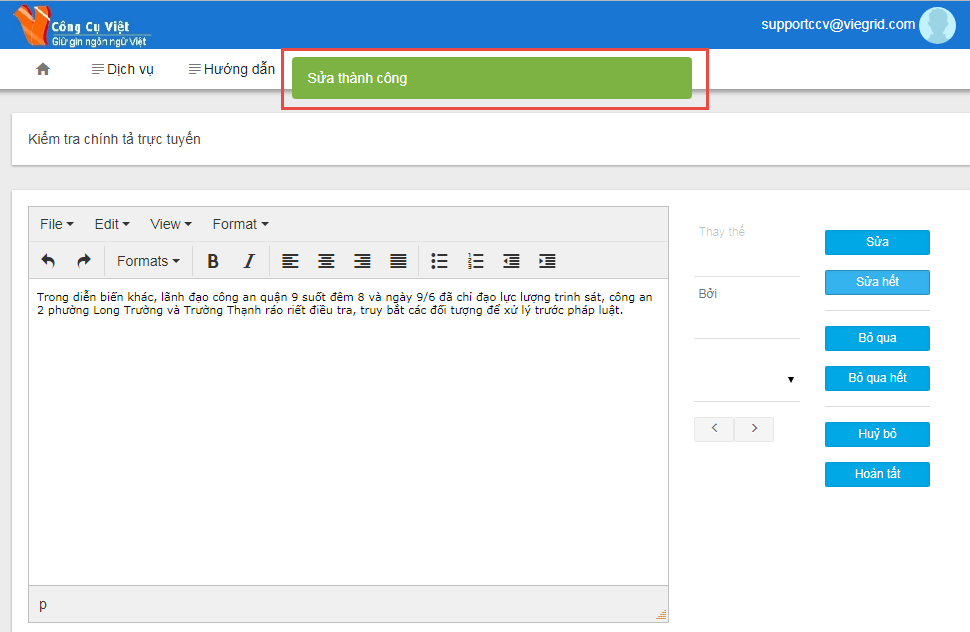 Công Cụ Việt
Giữ gìn ngôn ngữ Việt
supportccv@viegrid.com
Dịch vụ
Hướng dẫn
Sửa thành công
Kiểm tra chính tả trực tuyến
File
Edit
View
Format
Formats
B
I
Trong diễn biến khác, lãnh đạo công an quận 9 suốt đêm 8 và ngày 9/6 đã chỉ đạo lực lượng trinh sát, công an
2 phường Long Trường và Trường Thạnh ráo riết điều tra, truy bắt các đối tượng để xử lý trước pháp luật.
p
Thay thế
Bởi
Sửa
Sửa hết
Bỏ qua
Bỏ qua hết
Huỷ bỏ
Hoàn tất